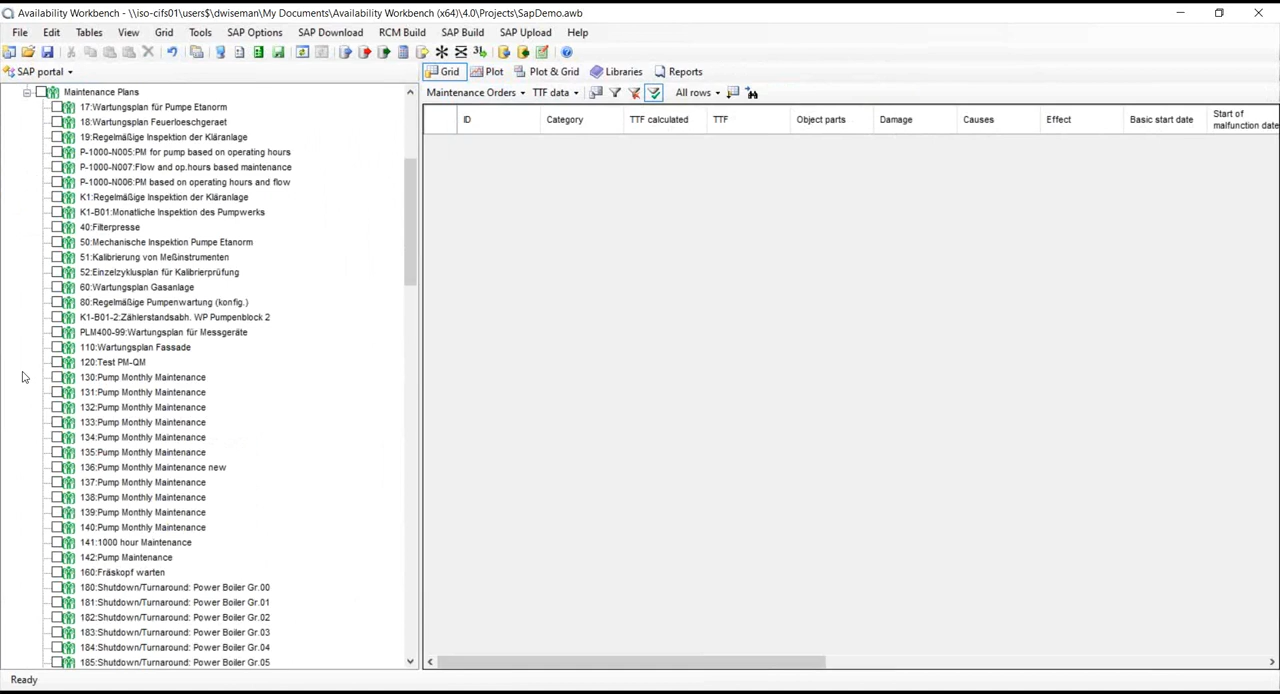 Availability Workbench - \\iso-cifs01\users$\dwiseman\My Documents\Availability Workbench (x64)\4.0\Projects\SapDemo.awb
File Edit Tables View Grid Tools SAP Options SAP Download RCM Build SAP Build SAP Upload Help
SAP portal
Grid Plot Plot & Grid Libraries Reports
Maintenance Orders TTF data All rows
ID Category TTF calculated TTF Object parts Damage Causes Effect Basic start date Start of malfunction date
Maintenance Plans
17:Wartungsplan für Pumpe Etanorm
18:Wartungsplan Feuerloeschgeraet
19:Regelmäßige Inspektion der Kläranlage
P-1000-N005:PM for pump based on operating hours
P-1000-N007:Flow and op.hours based maintenance
P-1000-N006:PM based on operating hours and flow
K1:Regelmäßige Inspektion der Kläranlage
K1-B01:Monatliche Inspektion des Pumpwerks
40:Filterpresse
50:Mechanische Inspektion Pumpe Etanorm
51:Kalibrierung von Meßinstrumenten
52:Einzelzyklusplan für Kalibrierprüfung
60:Wartungsplan Gasanlage
80:Regelmäßige Pumpenwartung (konfig.)
K1-B01-2:Zählerstandsabh. WP Pumpenblock 2
PLM400-99:Wartungsplan für Messgeräte
110:Wartungsplan Fassade
120:Test PM-QM
130:Pump Monthly Maintenance
131:Pump Monthly Maintenance
132:Pump Monthly Maintenance
133:Pump Monthly Maintenance
134:Pump Monthly Maintenance
135:Pump Monthly Maintenance
136:Pump Monthly Maintenance new
137:Pump Monthly Maintenance
138:Pump Monthly Maintenance
139:Pump Monthly Maintenance
140:Pump Monthly Maintenance
141:1000 hour Maintenance
142:Pump Maintenance
160:Fräskopf warten
180:Shutdown/Turnaround: Power Boiler Gr.00
181:Shutdown/Turnaround: Power Boiler Gr.01
182:Shutdown/Turnaround: Power Boiler Gr.02
183:Shutdown/Turnaround: Power Boiler Gr.03
184:Shutdown/Turnaround: Power Boiler Gr.04
185:Shutdown/Turnaround: Power Boiler Gr.05
Ready